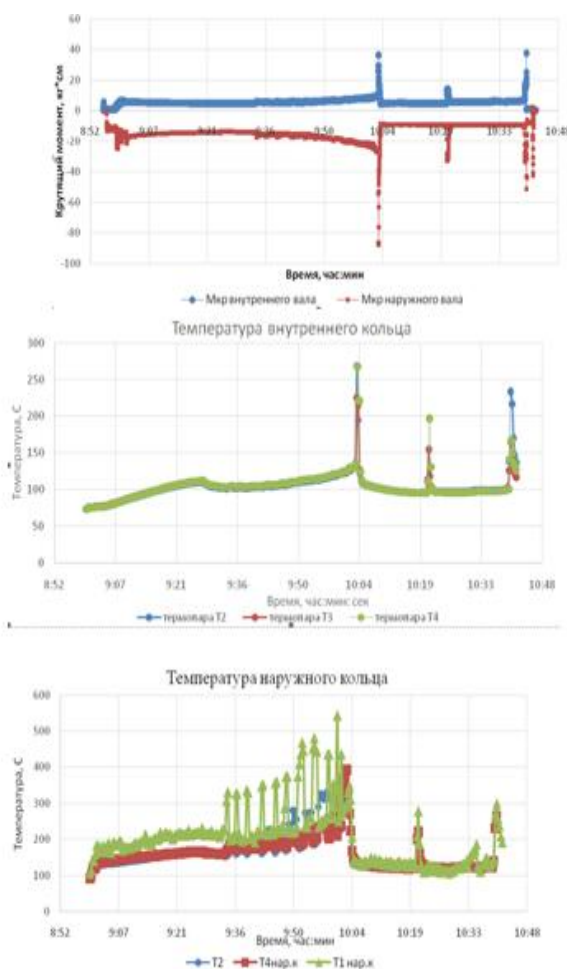 60
40
20
0
-20
-40
-60
-80
-100
Крутящий момент, кг*см
8:52 9:07 9:21 9:36 9:50 10:04 10:19 10:33 10:48
Время, час:мин
Мкр внутреннего вала Мкр наружного вала
Температура внутреннего кольца
300
250
200
150
100
50
0
Температура, С
8:52 9:07 9:21 9:36 9:50 10:04 10:19 10:33 10:48
Время, час:мин: сек
термопара Т2 термопара Т3 термопара Т4
Температура наружного кольца
600
500
400
300
200
100
0
Температура, С
8:52 9:07 9:21 9:36 9:50 10:04 10:19 10:33 10:48
Время, час:мин
Т2 Т4нар.к Т1 нар.к